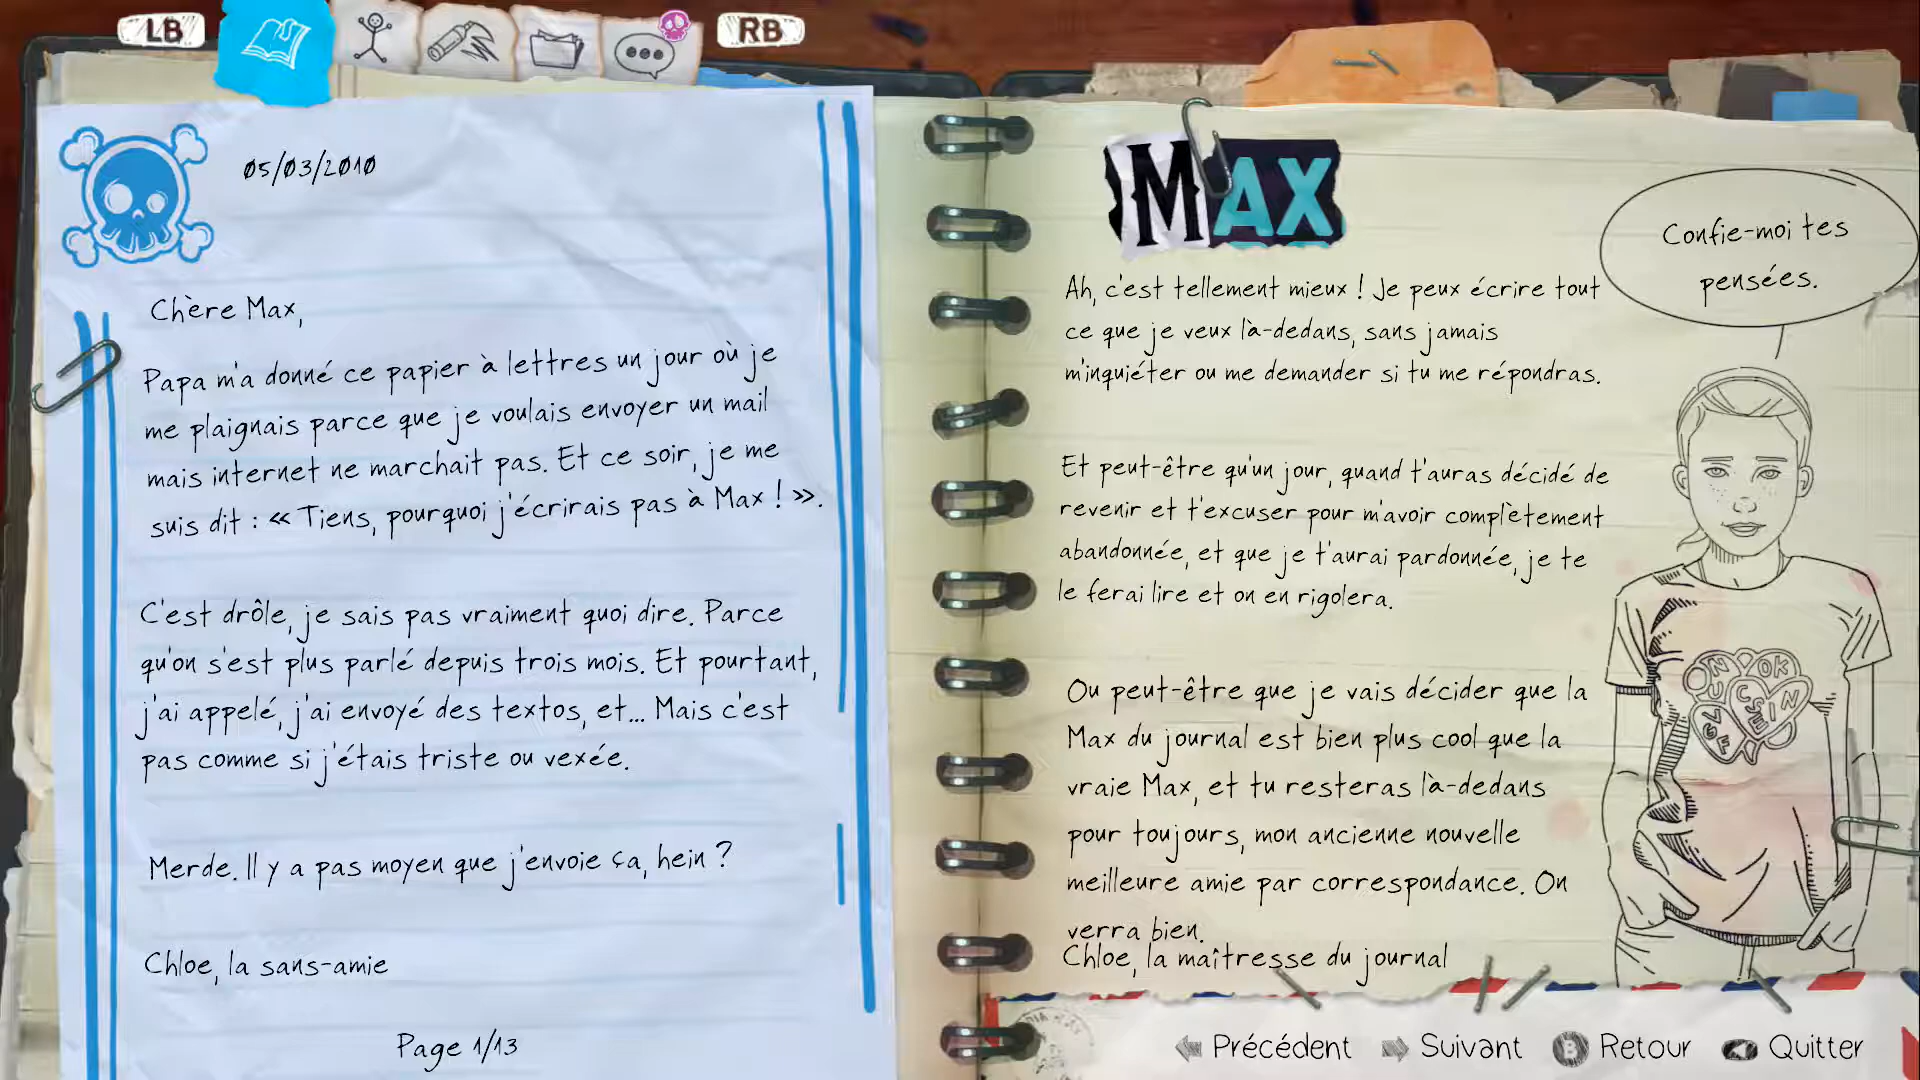 LB
RB
05/03/2010
Chère Max,
Papa m'a donné ce papier à lettres un jour où je
me plaignais parce que je voulais envoyer un mail
mais internet ne marchait pas. Et ce soir, je me
suis dit : « Tiens, pourquoi j'écrirais pas à Max ! ».
C'est drôle, je sais pas vraiment quoi dire. Parce
qu'on s'est plus parlé depuis trois mois. Et pourtant,
j'ai appelé, j'ai envoyé des textos, et... Mais c'est
pas comme si j'étais triste ou vexée.
Merde. Il y a pas moyen que j'envoie ça, hein ?
Chloe, la sans-amie
Page 1/13
MAX
Confie-moi tes
pensées.
Ah, c'est tellement mieux ! Je peux écrire tout
ce que je veux là-dedans, sans jamais
m'inquiéter ou me demander si tu me répondras.
Et peut-être qu'un jour, quand t'auras décidé de
revenir et t'excuser pour m'avoir complètement
abandonnée, et que je t'aurai pardonnée, je te
le ferai lire et on en rigolera.
Ou peut-être que je vais décider que la
Max du journal est bien plus cool que la
vraie Max, et tu resteras là-dedans
pour toujours, mon ancienne nouvelle
meilleure amie par correspondance. On
verra bien.
Chloe, la maîtresse du journal
Précédent
Suivant
B Retour
Quitter